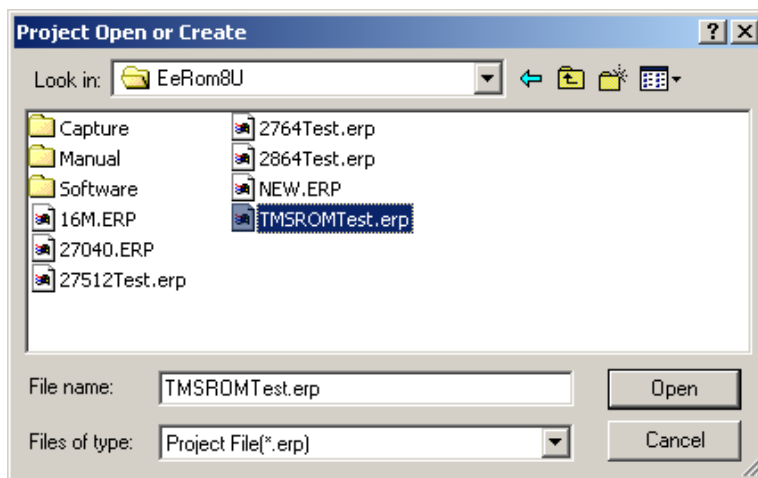 Project Open or Create
Look in: EeRom8U
Capture
Manual
Software
16M.ERP
27040.ERP
27512Test.erp
2764Test.erp
2864Test.erp
NEW.ERP
TMSROMTest.erp
File name: TMSROMTest.erp
Open
Files of type: Project File(*.erp)
Cancel